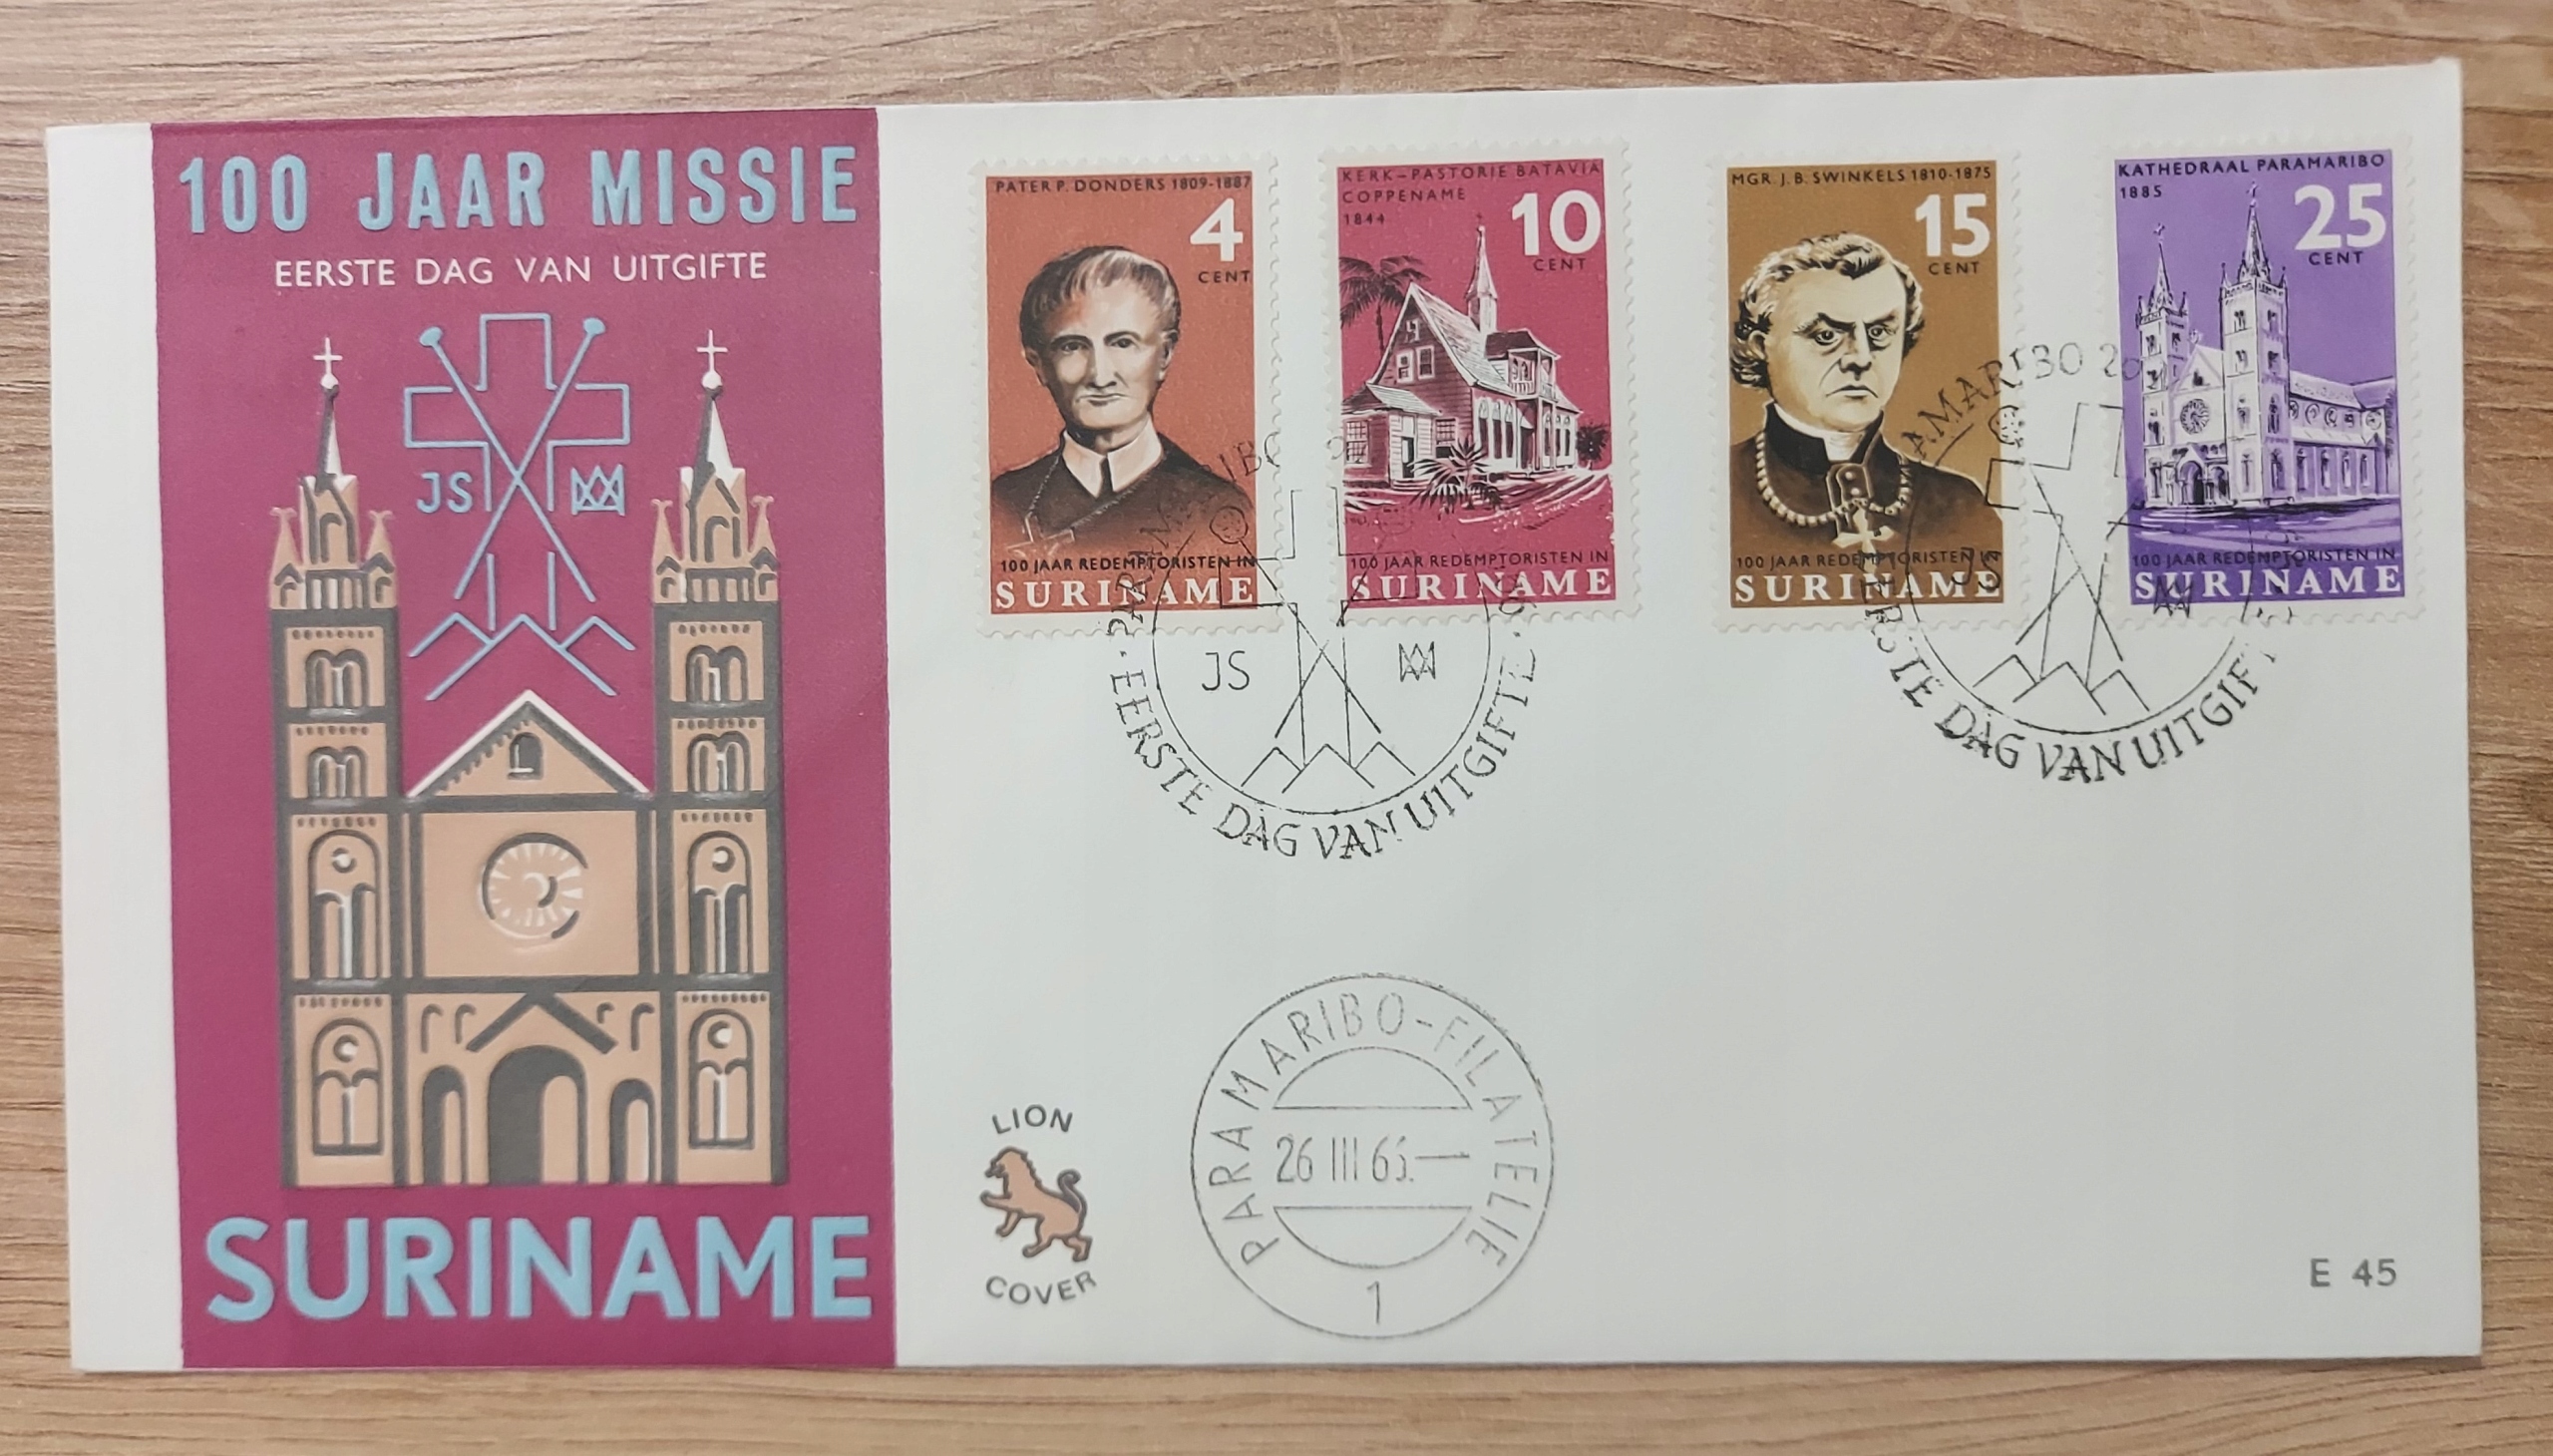 100 JAAR MISSIE
EERSTE DAG VAN UITGIFTE
JS
SURINAME
PATER P. DONDERS 1809-1887
4
CENT
100 JAAR REDEMPTORISTEN IN
SURINAME
KERK-PASTORIE BATAVIA
COPPENAME
1844
10
CENT
100 JAAR REDEMPTORISTEN IN
SURINAME
MGR. J.B. SWINKELS 1810-1875
15
CENT
100 JAAR REDEMPTORISTEN IN
SURINAME
KATHEDRAAL PARAMARIBO
1885
25
CENT
100 JAAR REDEMPTORISTEN IN
SURINAME
EERSTE DAG VAN UITGIFTE
JS
JS
DAG VAN
LION
COVER
PARAMARIBO-FILATELIE
26 III
1
E 45